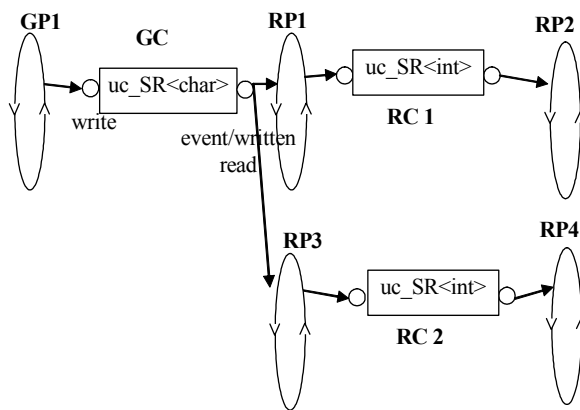 GP1
GC
RP1
RP2
uc_SR<char>
uc_SR<int>
write
event/written
read
RC 1
RP3
RP4
uc_SR<int>
RC 2